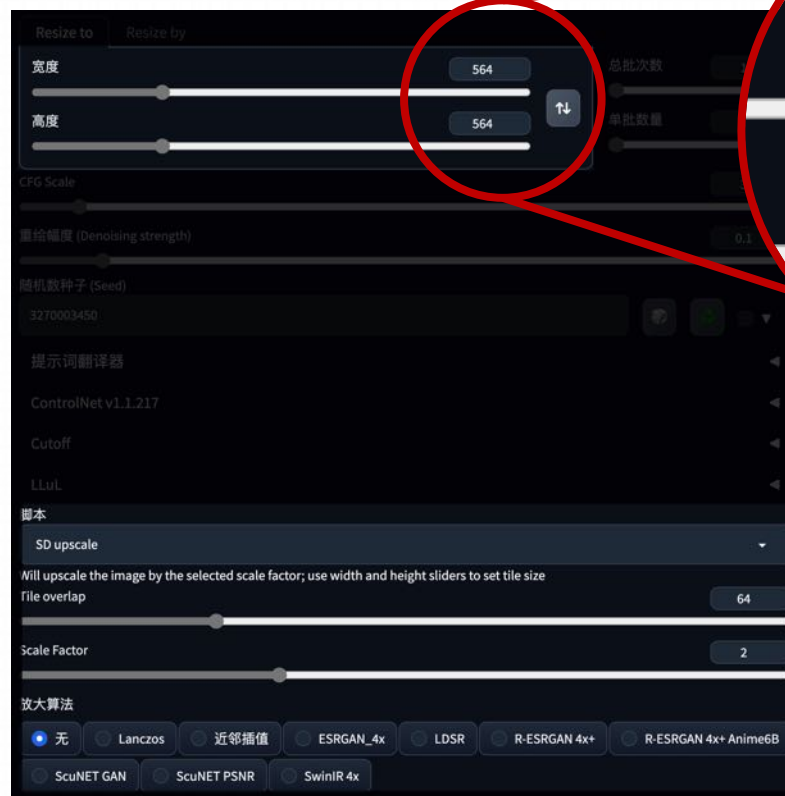 Resize to Resize by
宽度 564
总批次数
高度 564
单批数量
CFG Scale
重绘幅度 (Denoising strength) 0.1
随机数种子 (Seed)
3270003450
提示词翻译器
ControlNet v1.1.217
Cutoff
LLuL
脚本
SD upscale
Will upscale the image by the selected scale factor; use width and height sliders to set tile size
Tile overlap 64
Scale Factor 2
放大算法
无 Lanczos 近邻插值 ESRGAN_4x LDSR R-ESRGAN 4x+ R-ESRGAN 4x+ Anime6B
ScuNET GAN ScuNET PSNR SwinIR 4x